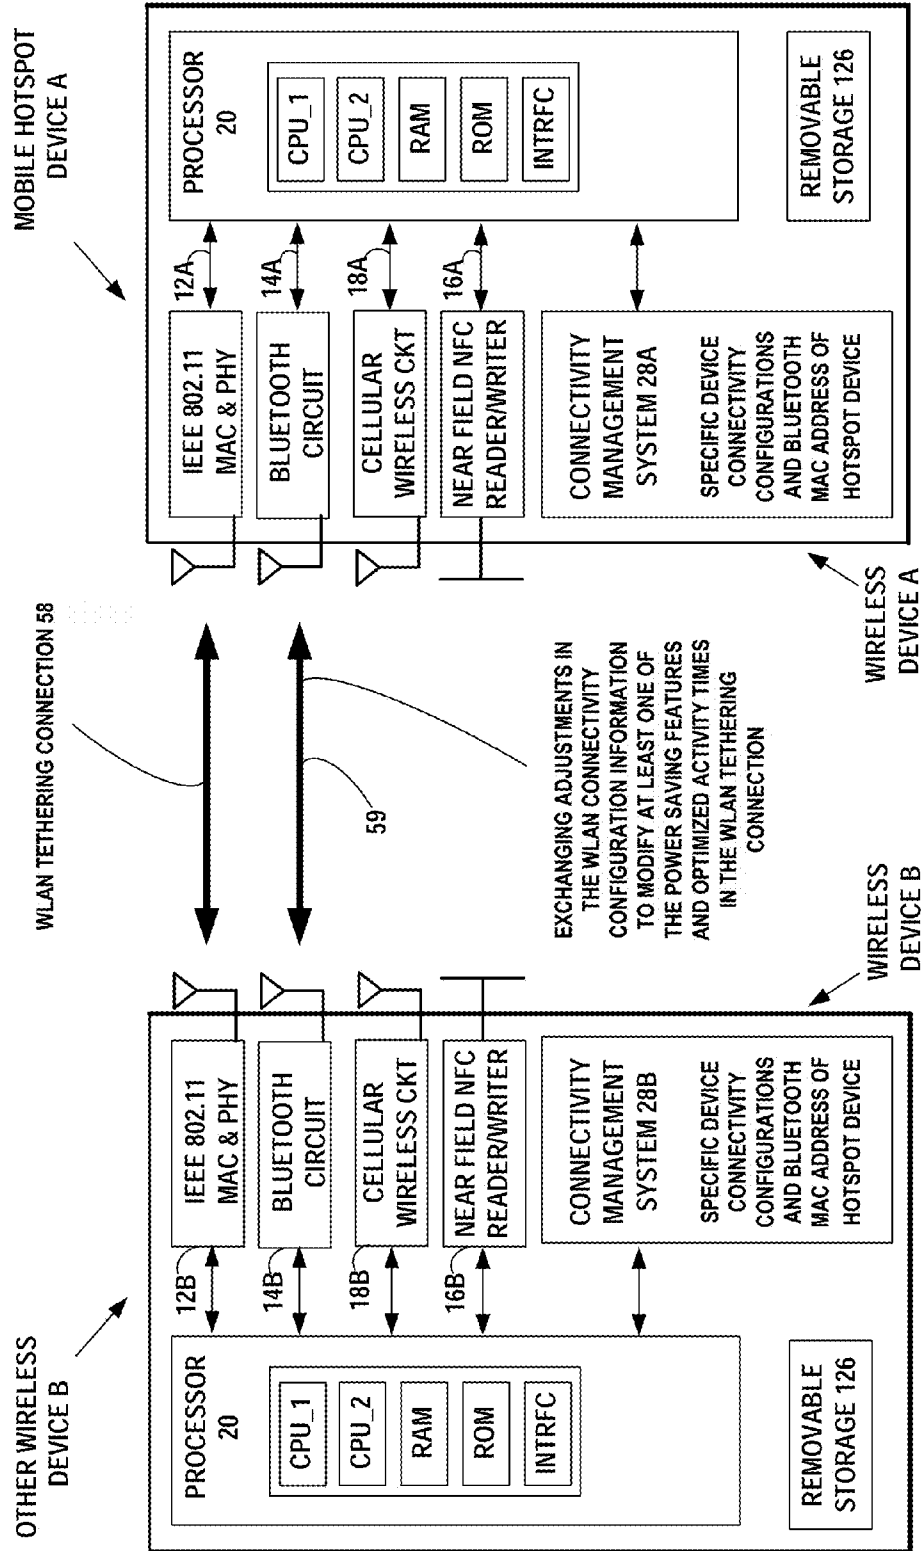 OTHER WIRELESS
DEVICE B
PROCESSOR
20
CPU_1
CPU_2
RAM
ROM
INTRFC
REMOVABLE
STORAGE 126
12B
14B
18B
16B
IEEE 802.11
MAC & PHY
BLUETOOTH
CIRCUIT
CELLULAR
WIRELESS CKT
NEAR FIELD NFC
READER/WRITER
CONNECTIVITY
MANAGEMENT
SYSTEM 28B
SPECIFIC DEVICE
CONNECTIVITY
CONFIGURATIONS
AND BLUETOOTH
MAC ADDRESS OF
HOTSPOT DEVICE
WIRELESS
DEVICE B
WLAN TETHERING CONNECTION 58
59
EXCHANGING ADJUSTMENTS IN
THE WLAN CONNECTIVITY
CONFIGURATION INFORMATION
TO MODIFY AT LEAST ONE OF
THE POWER SAVING FEATURES
AND OPTIMIZED ACTIVITY TIMES
IN THE WLAN TETHERING
CONNECTION
MOBILE HOTSPOT
DEVICE A
IEEE 802.11
MAC & PHY
BLUETOOTH
CIRCUIT
CELLULAR
WIRELESS CKT
NEAR FIELD NFC
READER/WRITER
CONNECTIVITY
MANAGEMENT
SYSTEM 28A
SPECIFIC DEVICE
CONNECTIVITY
CONFIGURATIONS
AND BLUETOOTH
MAC ADDRESS OF
HOTSPOT DEVICE
12A
14A
18A
16A
PROCESSOR
20
CPU_1
CPU_2
RAM
ROM
INTRFC
REMOVABLE
STORAGE 126
WIRELESS
DEVICE A